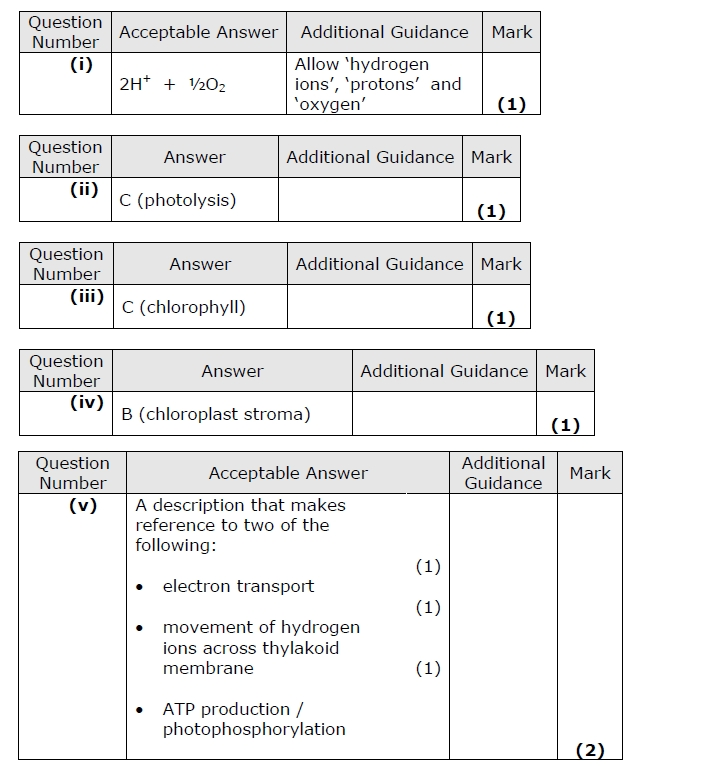 Question Number Acceptable Answer Additional Guidance Mark
(i) 2H⁺ + ½O₂ Allow ‘hydrogen
ions’, ‘protons’ and
‘oxygen’ (1)
Question Number Answer Additional Guidance Mark
(ii) C (photolysis) (1)
Question Number Answer Additional Guidance Mark
(iii) C (chlorophyll) (1)
Question Number Answer Additional Guidance Mark
(iv) B (chloroplast stroma) (1)
Question Number Acceptable Answer Additional Guidance Mark
(v) A description that makes
reference to two of the
following:
(1)
• electron transport
(1)
• movement of hydrogen
ions across thylakoid
membrane (1)
• ATP production /
photophosphorylation
(2)